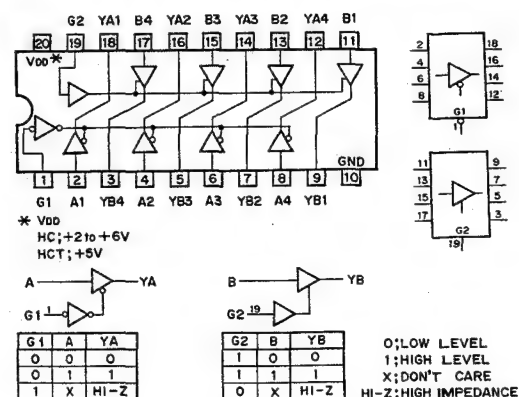 G2 YA1 B4 YA2 B3 YA3 B2 YA4 B1
20 19 18 17 16 15 14 13 12 11
VDD *
GND
1 2 3 4 5 6 7 8 9 10
G1 A1 YB4 A2 YB3 A3 YB2 A4 YB1
* VDD
HC;+2to+6V
HCT;+5V
2 18
4 16
6 14
8 12
G1
1
11 9
13 7
15 5
17 3
G2
19
A YA
G1 1
B YB
G2 19
G1 A YA
0 0 0
0 1 1
1 X HI-Z
G2 B YB
1 0 0
1 1 1
0 X HI-Z
0;LOW LEVEL
1;HIGH LEVEL
X;DON'T CARE
HI-Z;HIGH IMPEDANCE